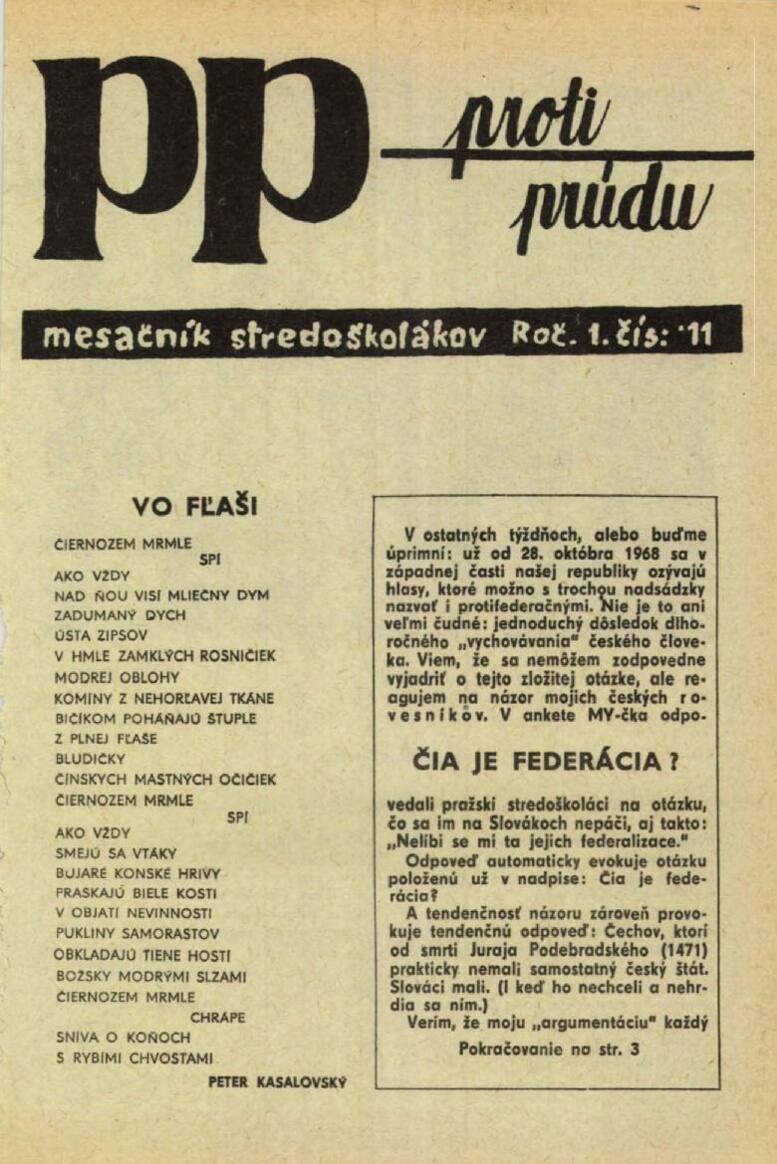 pp
proti
prúdu
mesačník stredoškolákov Roč. 1. čís: 11
VO FĽAŠI
ČIERNOZEM MRMLE
SPÍ
AKO VŽDY
NAD ŇOU VISÍ MLIEČNY DYM
ZADUMANÝ DYCH
ÚSTA ZIPSOV
V HMLE ZAMKLÝCH ROSNIČIEK
MODREJ OBLOHY
KOMÍNY Z NEHORĽAVEJ TKANE
BIČÍKOM POHÁŇAJÚ ŠTUPLE
Z PLNEJ FĽAŠE
BLUDIČKY
ČÍNSKYCH MASTNÝCH OČIČIEK
ČIERNOZEM MRMLE
SPÍ
AKO VŽDY
SMEJÚ SA VTÁKY
BUJARÉ KONSKÉ HRIVY
PRASKAJÚ BIELE KOSTI
V OBJATÍ NEVINNOSTI
PUKLINY SAMORASTOV
OBKLADAJÚ TIENE HOSTÍ
BOŽSKY MODRÝMI SLZAMI
ČIERNOZEM MRMLE
CHRÁPE
SNÍVA O KOŇOCH
S RYBÍMI CHVOSTAMI
PETER KASALOVSKÝ
V ostatných týždňoch, alebo buďme
úprimní: už od 28. októbra 1968 sa v
západnej časti našej republiky ozývajú
hlasy, ktoré možno s trochou nadsádzky
nazvať i protifederačnými. Nie je to ani
veľmi čudné: jednoduchý dôsledok dlho-
ročného „vychovávania" českého člove-
ka. Viem, že sa nemôžem zodpovedne
vyjadriť o tejto zložitej otázke, ale re-
agujem na názor mojich českých ro-
vesníkov. V ankete MY-čka odpo-
ČIA JE FEDERÁCIA?
vedali pražskí stredoškoláci na otázku,
čo sa im na Slovákoch nepáči, aj takto:
„Nelíbí se mi ta jejich federalizace."
Odpoveď automaticky evokuje otázku
položenú už v nadpise: Čia je fede-
rácia?
A tendenčnosť názoru zároveň provo-
kuje tendenčnú odpoveď: Čechov, ktorí
od smrti Juraja Podebradského (1471)
prakticky nemali samostatný český štát.
Slováci mali. (I keď ho nechceli a nehr-
dia sa ním.)
Verím, že moju „argumentáciu" každý
Pokračovanie na str. 3